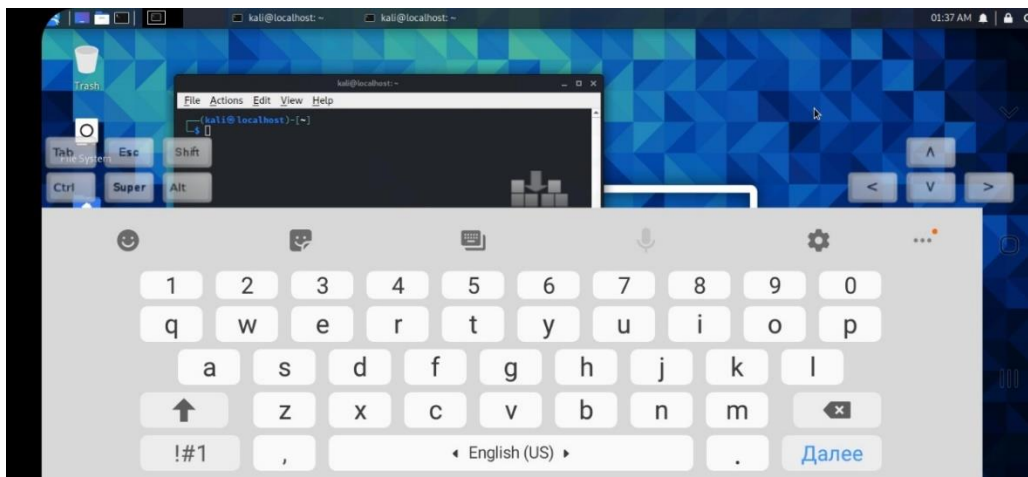 kali@localhost: ~ kali@localhost: ~ 01:37 AM
Trash
kali@localhost: ~
File Actions Edit View Help
(kali㉿localhost)-[~]
$
File System
Tab Esc Shift
Ctrl Super Alt
ʌ
< v >
1 2 3 4 5 6 7 8 9 0
q w e r t y u i o p
a s d f g h j k l
z x c v b n m
!#1 , English (US) . Далее